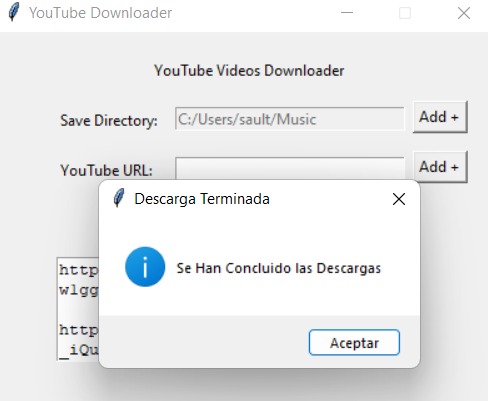 YouTube Downloader
YouTube Videos Downloader
Save Directory: C:/Users/sault/Music Add +
YouTube URL: Add +
Descarga Terminada
Se Han Concluido las Descargas
http
w1gg
http
_iQu
Aceptar